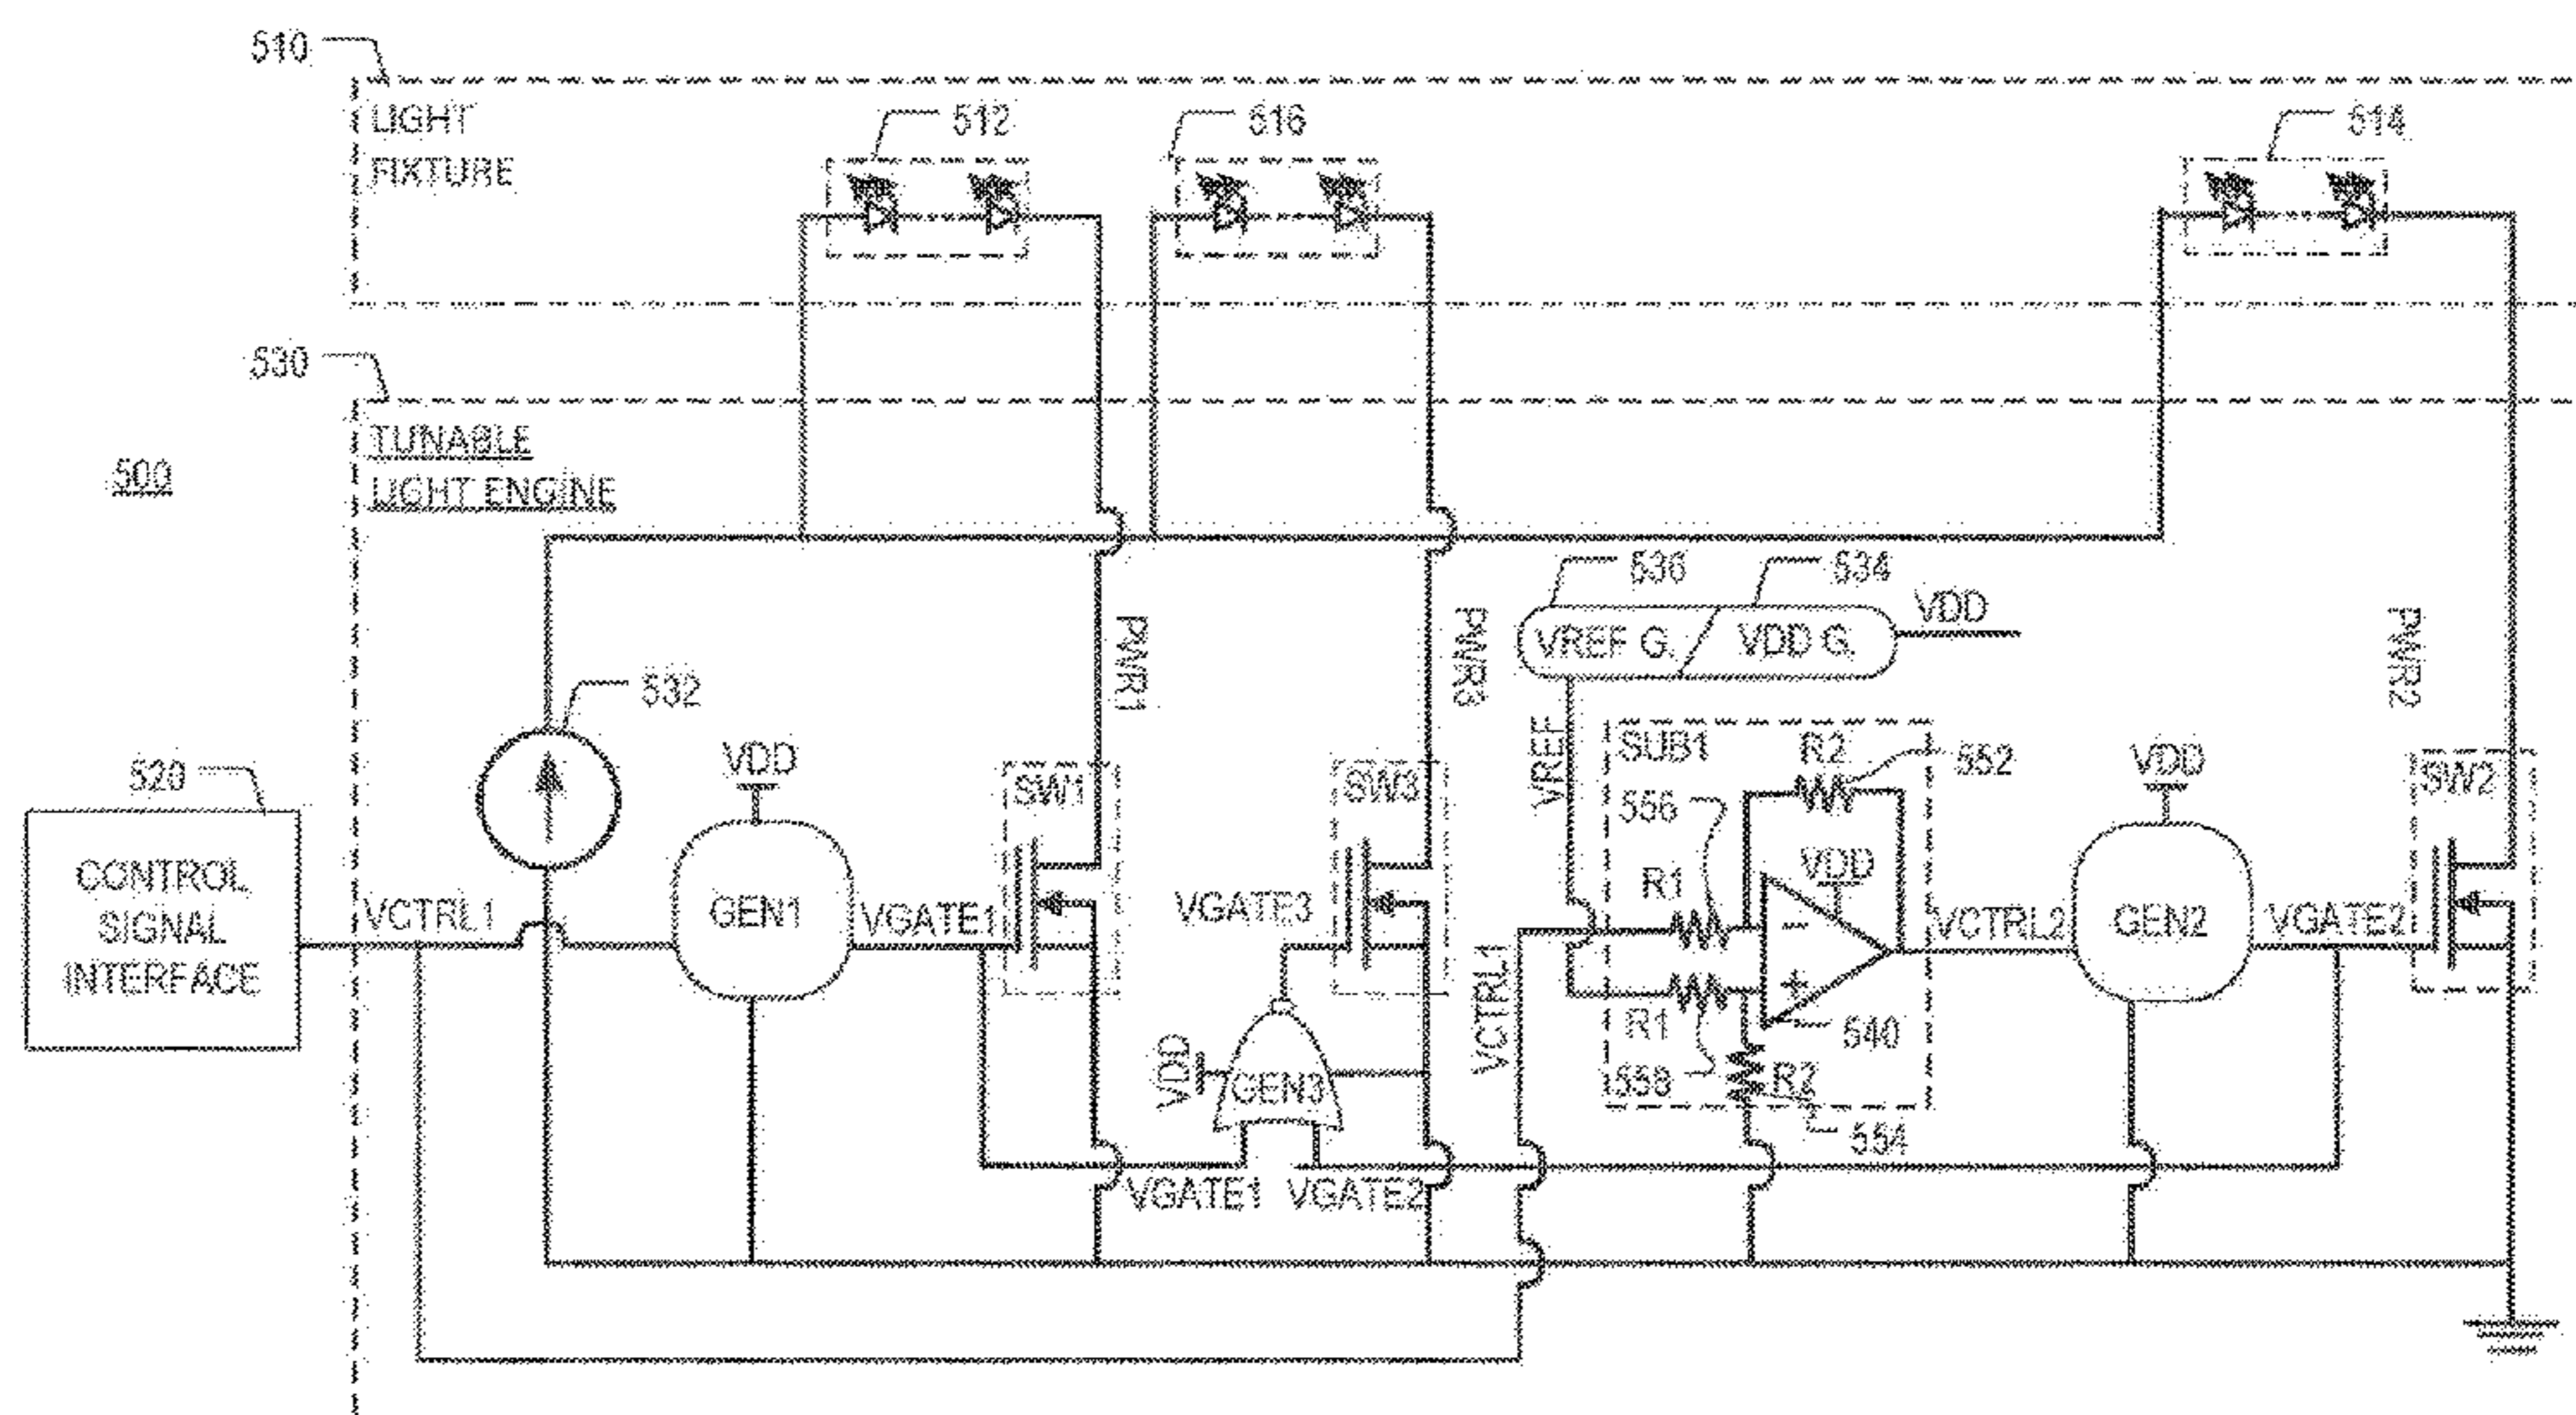 510
LIGHT
FIXTURE
512
516
514
530
TUNABLE
LIGHT ENGINE
500
536
534
VREF G.
VDD G.
VDD
PWR1
PWR3
PWR2
532
VREF
SUB1
R2
552
520
VDD
SW1
SW3
556
VDD
VDD
SW2
CONTROL
SIGNAL
INTERFACE
VCTRL1
GEN1
VGATE1
VGATE3
R1
VCTRL2
GEN2
VGATE2
-
+
VCTRL1
R1
540
VDD
GEN3
558
R2
554
VGATE1
VGATE2